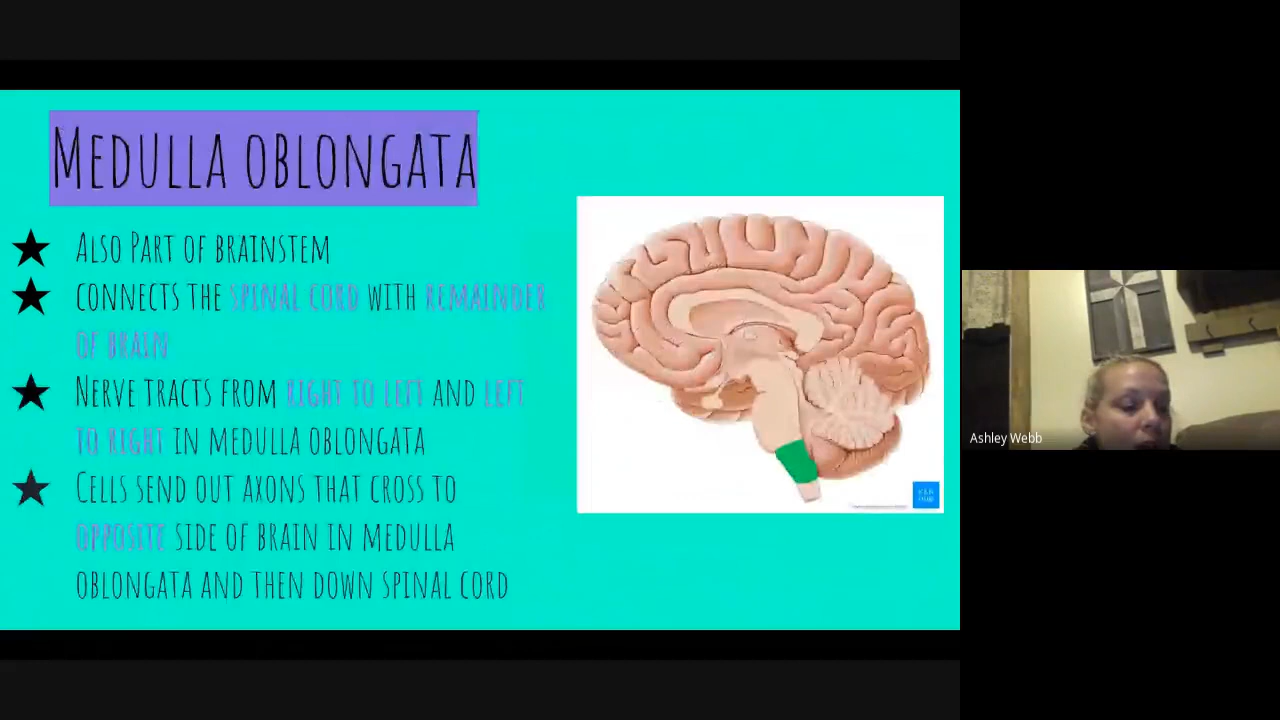 MEDULLA OBLONGATA
ALSO PART OF BRAINSTEM
CONNECTS THE SPINAL CORD WITH REMAINDER
OF BRAIN
NERVE TRACTS FROM RIGHT TO LEFT AND LEFT
TO RIGHT IN MEDULLA OBLONGATA
CELLS SEND OUT AXONS THAT CROSS TO
OPPOSITE SIDE OF BRAIN IN MEDULLA
OBLONGATA AND THEN DOWN SPINAL CORD
Ashley Webb